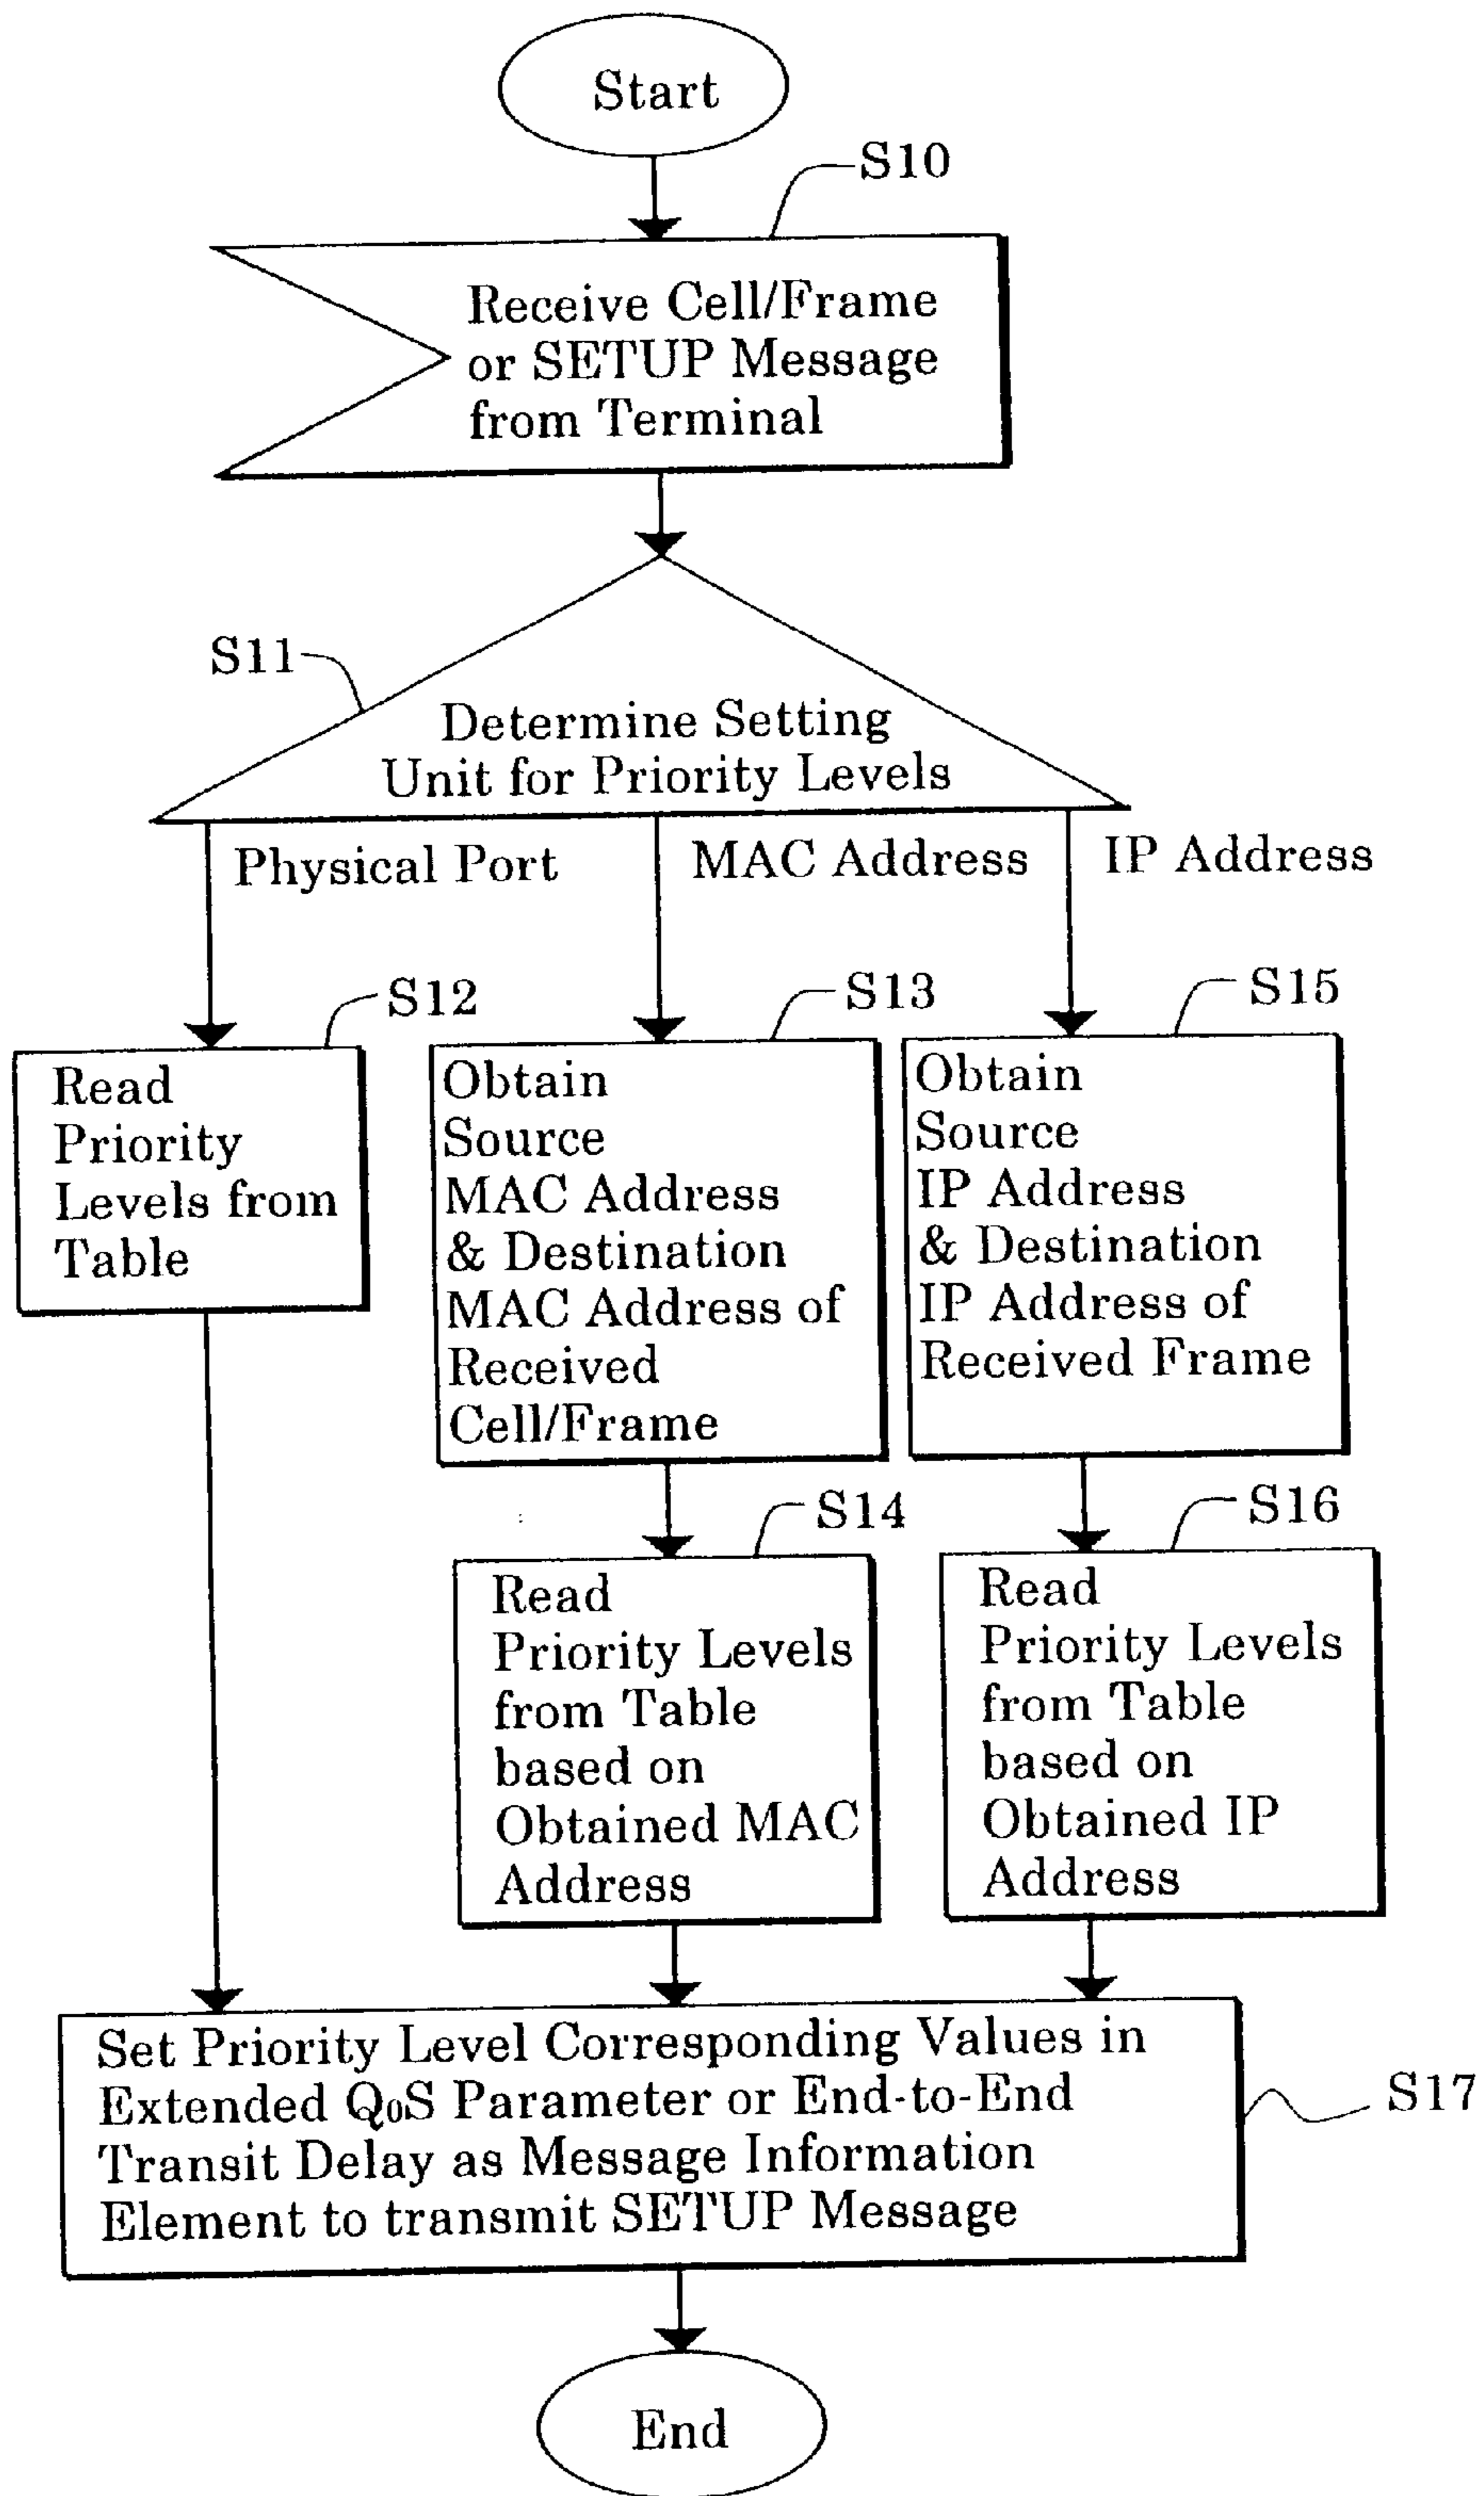 Start
S10
Receive Cell/Frame
or SETUP Message
from Terminal
S11
Determine Setting
Unit for Priority Levels
Physical Port
MAC Address
IP Address
S12
Read
Priority
Levels from
Table
S13
Obtain
Source
MAC Address
& Destination
MAC Address of
Received
Cell/Frame
S15
Obtain
Source
IP Address
& Destination
IP Address of
Received Frame
S14
Read
Priority Levels
from Table
based on
Obtained MAC
Address
S16
Read
Priority Levels
from Table
based on
Obtained IP
Address
Set Priority Level Corresponding Values in
Extended QoS Parameter or End-to-End
Transit Delay as Message Information
Element to transmit SETUP Message
S17
End